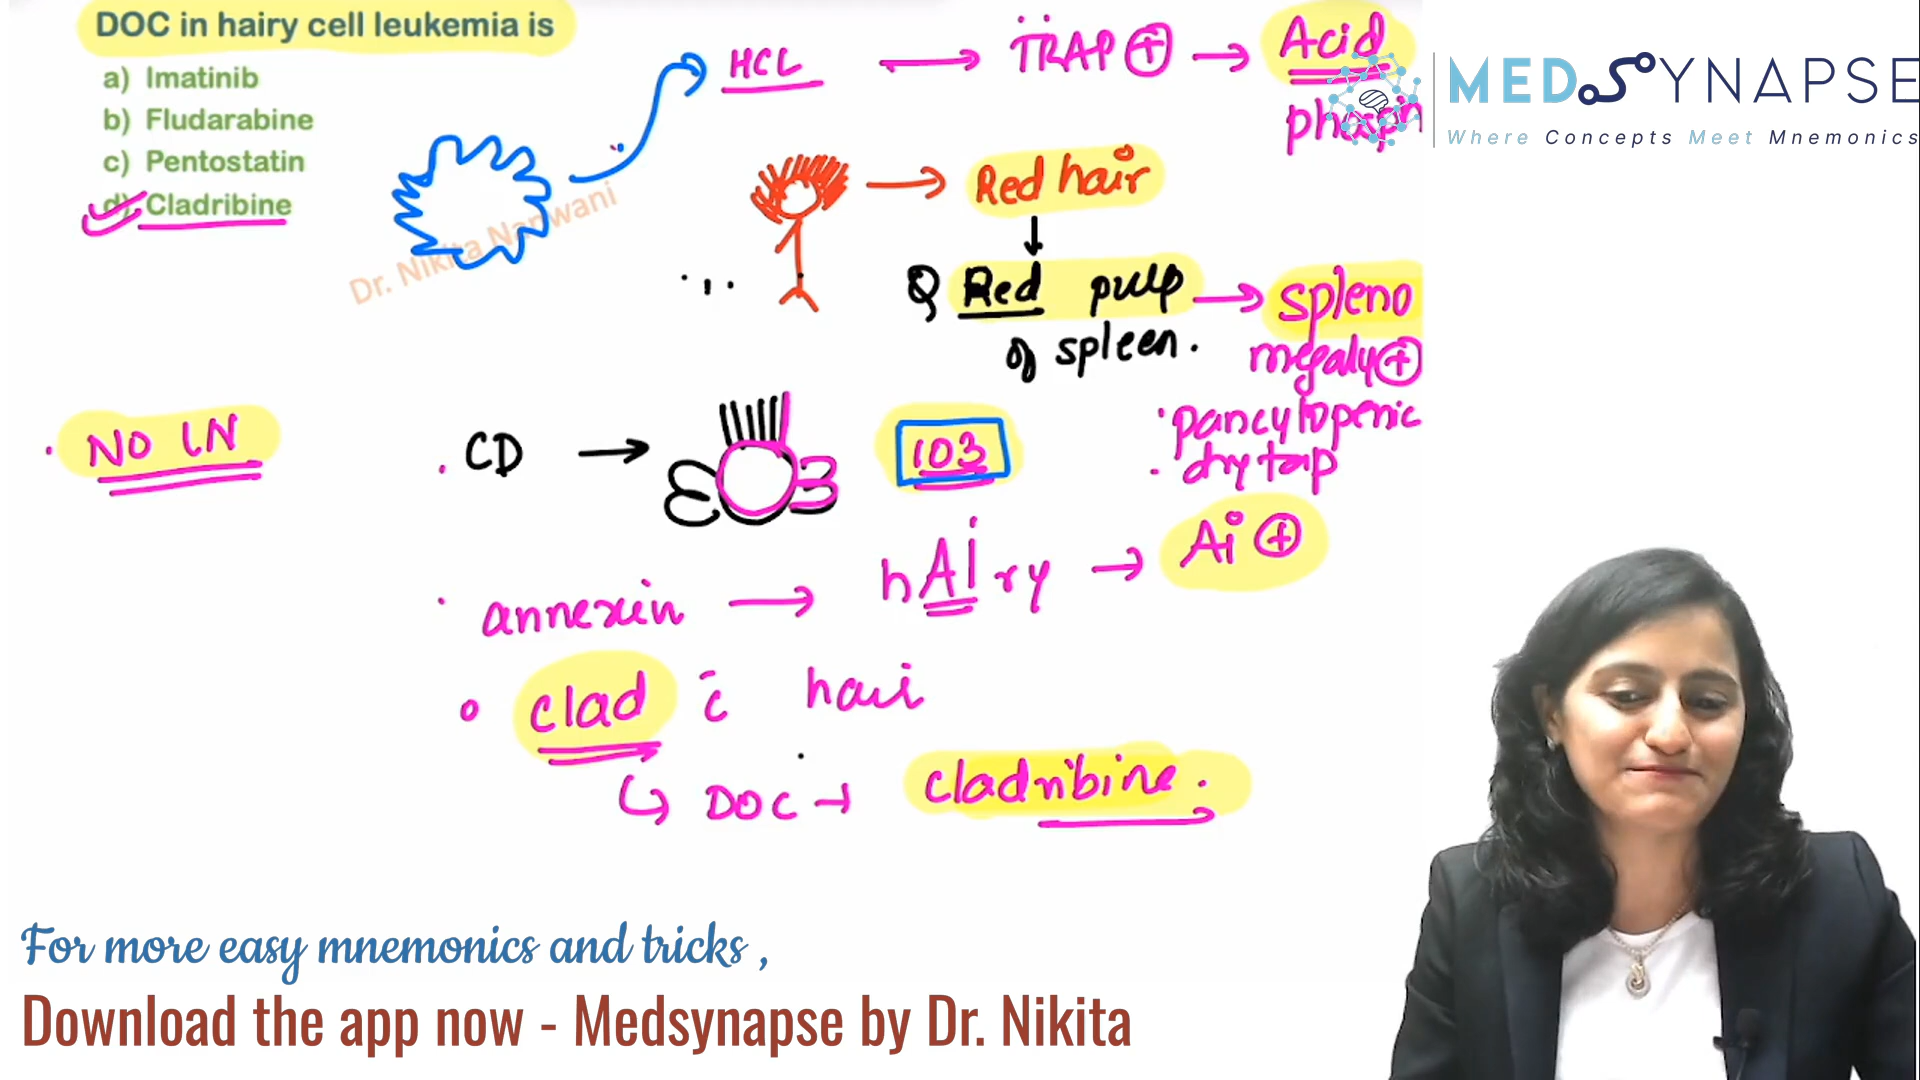 DOC in hairy cell leukemia is
a) Imatinib
b) Fludarabine
c) Pentostatin
d) Cladribine
HCL → TRAP + → Acid
phosph
MEDSYNAPSE
Where Concepts Meet Mnemonics
Dr. Nikita Nanwani
→ Red hair
↓
Q Red pulp → spleno
of spleen. megaly +
. NO LN
. CD → 103
· pancytopenic
· dry tap
· annexin → hAIry → Ai +
o clad c̄ hair
↳ DOC → cladribine.
For more easy mnemonics and tricks ,
Download the app now - Medsynapse by Dr. Nikita